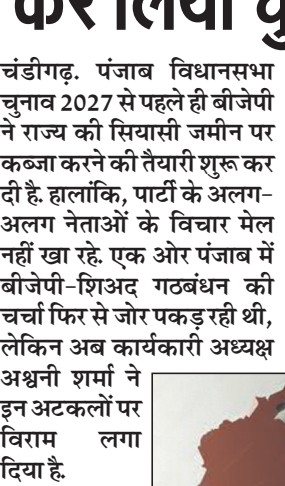 कर लिया
चंडीगढ़. पंजाब विधानसभा
चुनाव 2027 से पहले ही बीजेपी
ने राज्य की सियासी जमीन पर
कब्जा करने की तैयारी शुरू कर
दी है. हालांकि, पार्टी के अलग-
अलग नेताओं के विचार मेल
नहीं खा रहे. एक ओर पंजाब में
बीजेपी-शिअद गठबंधन की
चर्चा फिर से जोर पकड़ रही थी,
लेकिन अब कार्यकारी अध्यक्ष
अश्वनी शर्मा ने
इन अटकलों पर
विराम लगा
दिया है.